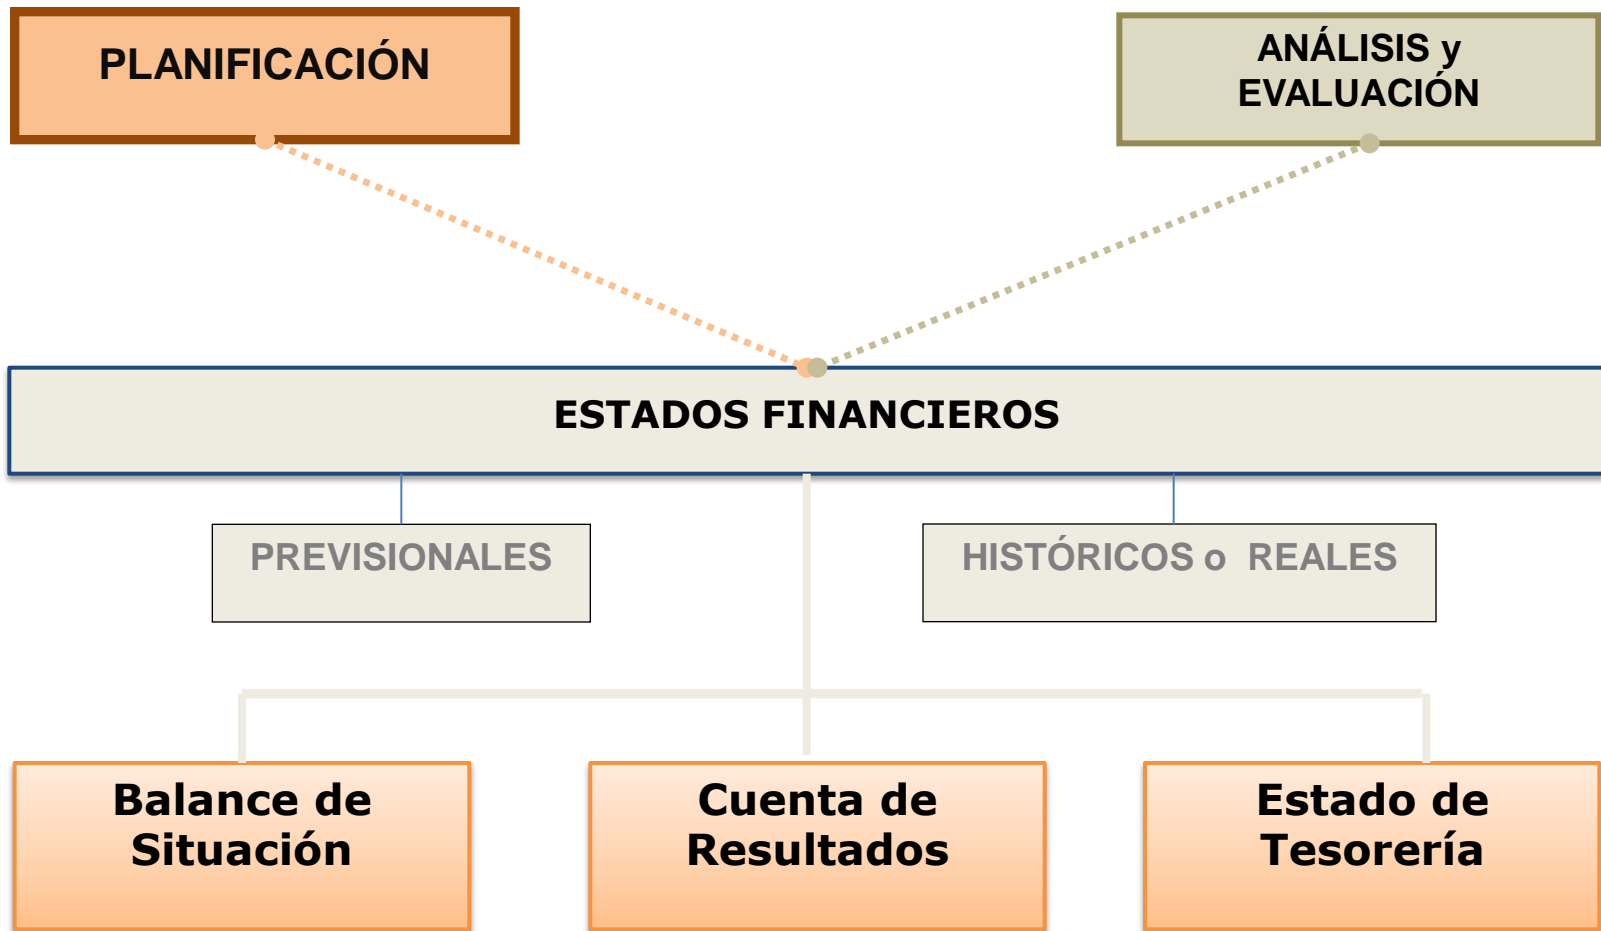 PLANIFICACIÓN
ANÁLISIS y
EVALUACIÓN
ESTADOS FINANCIEROS
PREVISIONALES
HISTÓRICOS o  REALES
Balance de
Situación
Cuenta de
Resultados
Estado de
Tesorería